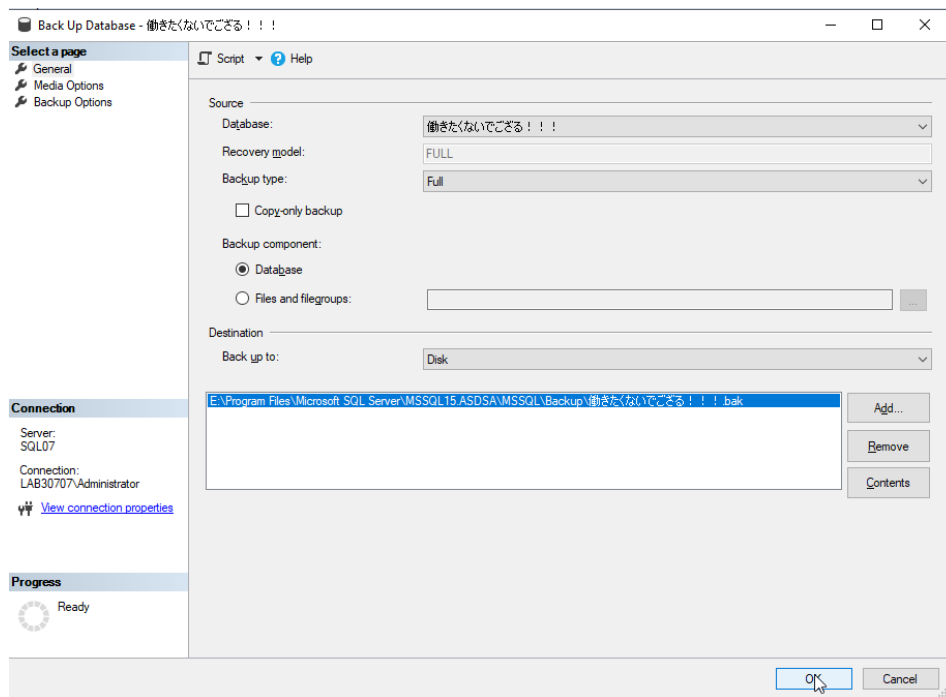 Back Up Database - 働きたくないでござる！！！
Select a page
General
Media Options
Backup Options
Script
Help
Source
Database:
働きたくないでござる！！！
Recovery model:
FULL
Backup type:
Full
Copy-only backup
Backup component:
Database
Files and filegroups:
...
Destination
Back up to:
Disk
E:\Program Files\Microsoft SQL Server\MSSQL15.ASDSA\MSSQL\Backup\働きたくないでござる！！！.bak
Add...
Remove
Contents
Connection
Server:
SQL07
Connection:
LAB30707\Administrator
View connection properties
Progress
Ready
OK
Cancel